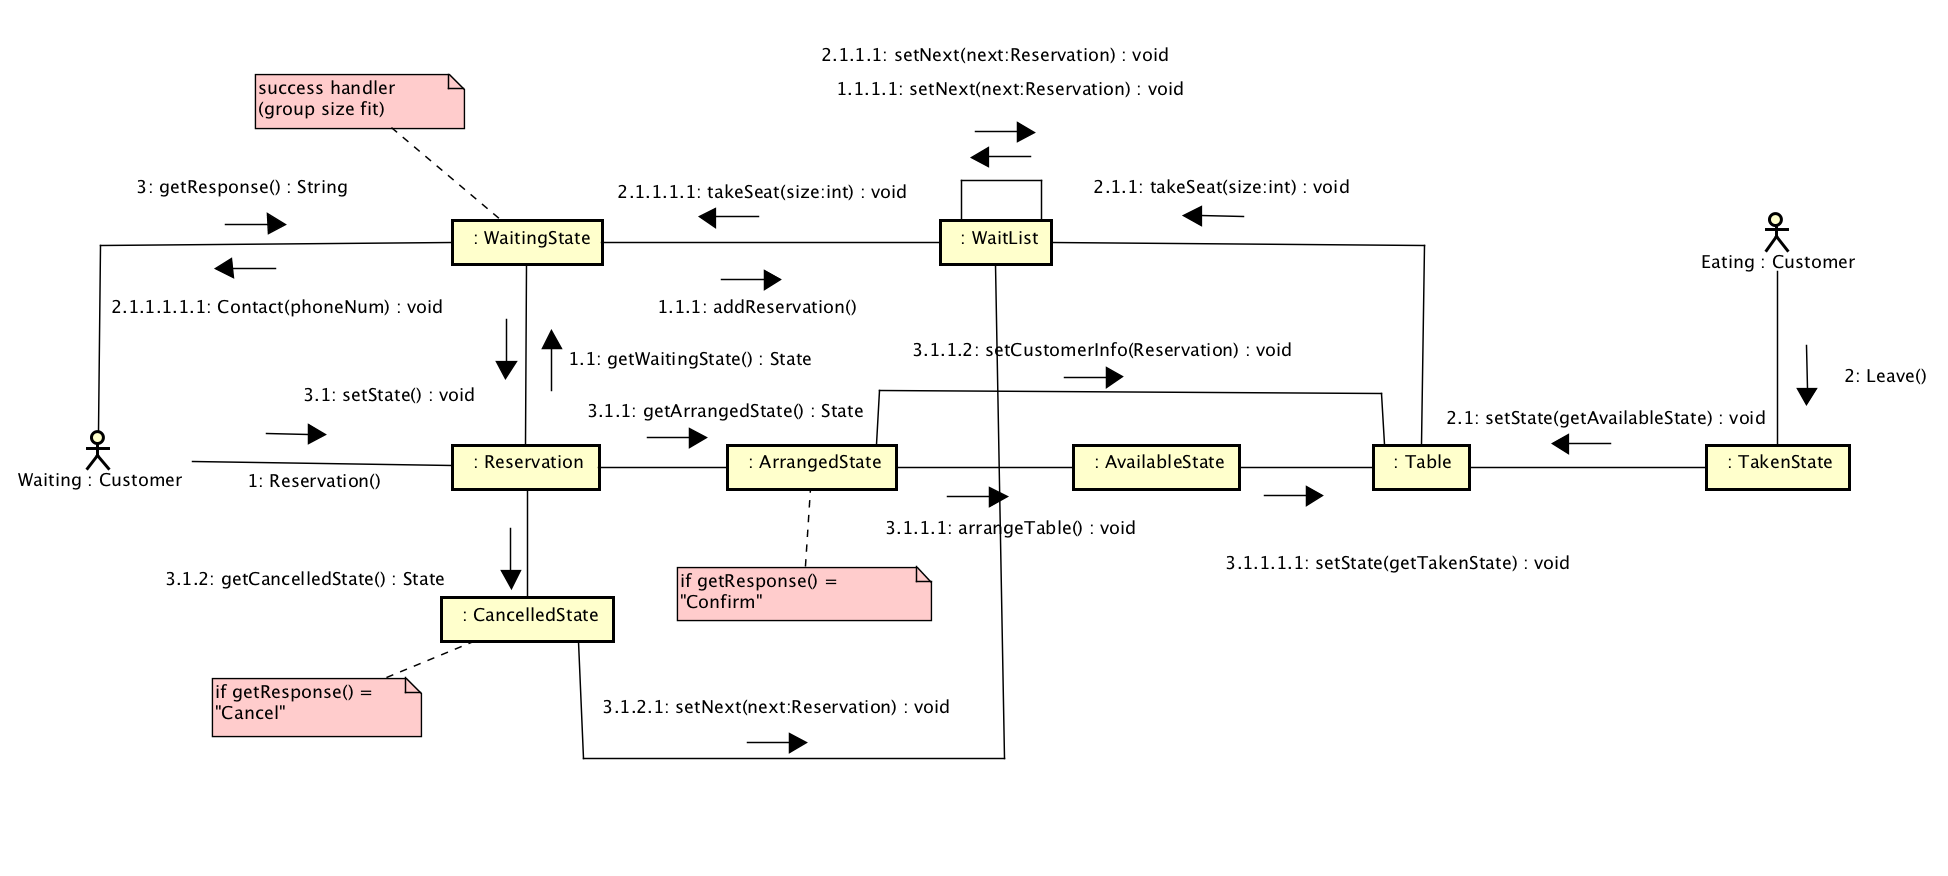 2.1.1.1: setNext(next:Reservation) : void
1.1.1.1: setNext(next:Reservation) : void
success handler
(group size fit)
3: getResponse() : String
2.1.1.1.1: takeSeat(size:int) : void
2.1.1: takeSeat(size:int) : void
: WaitingState
: WaitList
Eating : Customer
2.1.1.1.1.1: Contact(phoneNum) : void
1.1.1: addReservation()
1.1: getWaitingState() : State
3.1.1.2: setCustomerInfo(Reservation) : void
2: Leave()
3.1: setState() : void
3.1.1: getArrangedState() : State
2.1: setState(getAvailableState) : void
Waiting : Customer
1: Reservation()
: Reservation
: ArrangedState
: AvailableState
: Table
: TakenState
3.1.1.1: arrangeTable() : void
3.1.1.1.1: setState(getTakenState) : void
3.1.2: getCancelledState() : State
if getResponse() =
"Confirm"
: CancelledState
if getResponse() =
"Cancel"
3.1.2.1: setNext(next:Reservation) : void